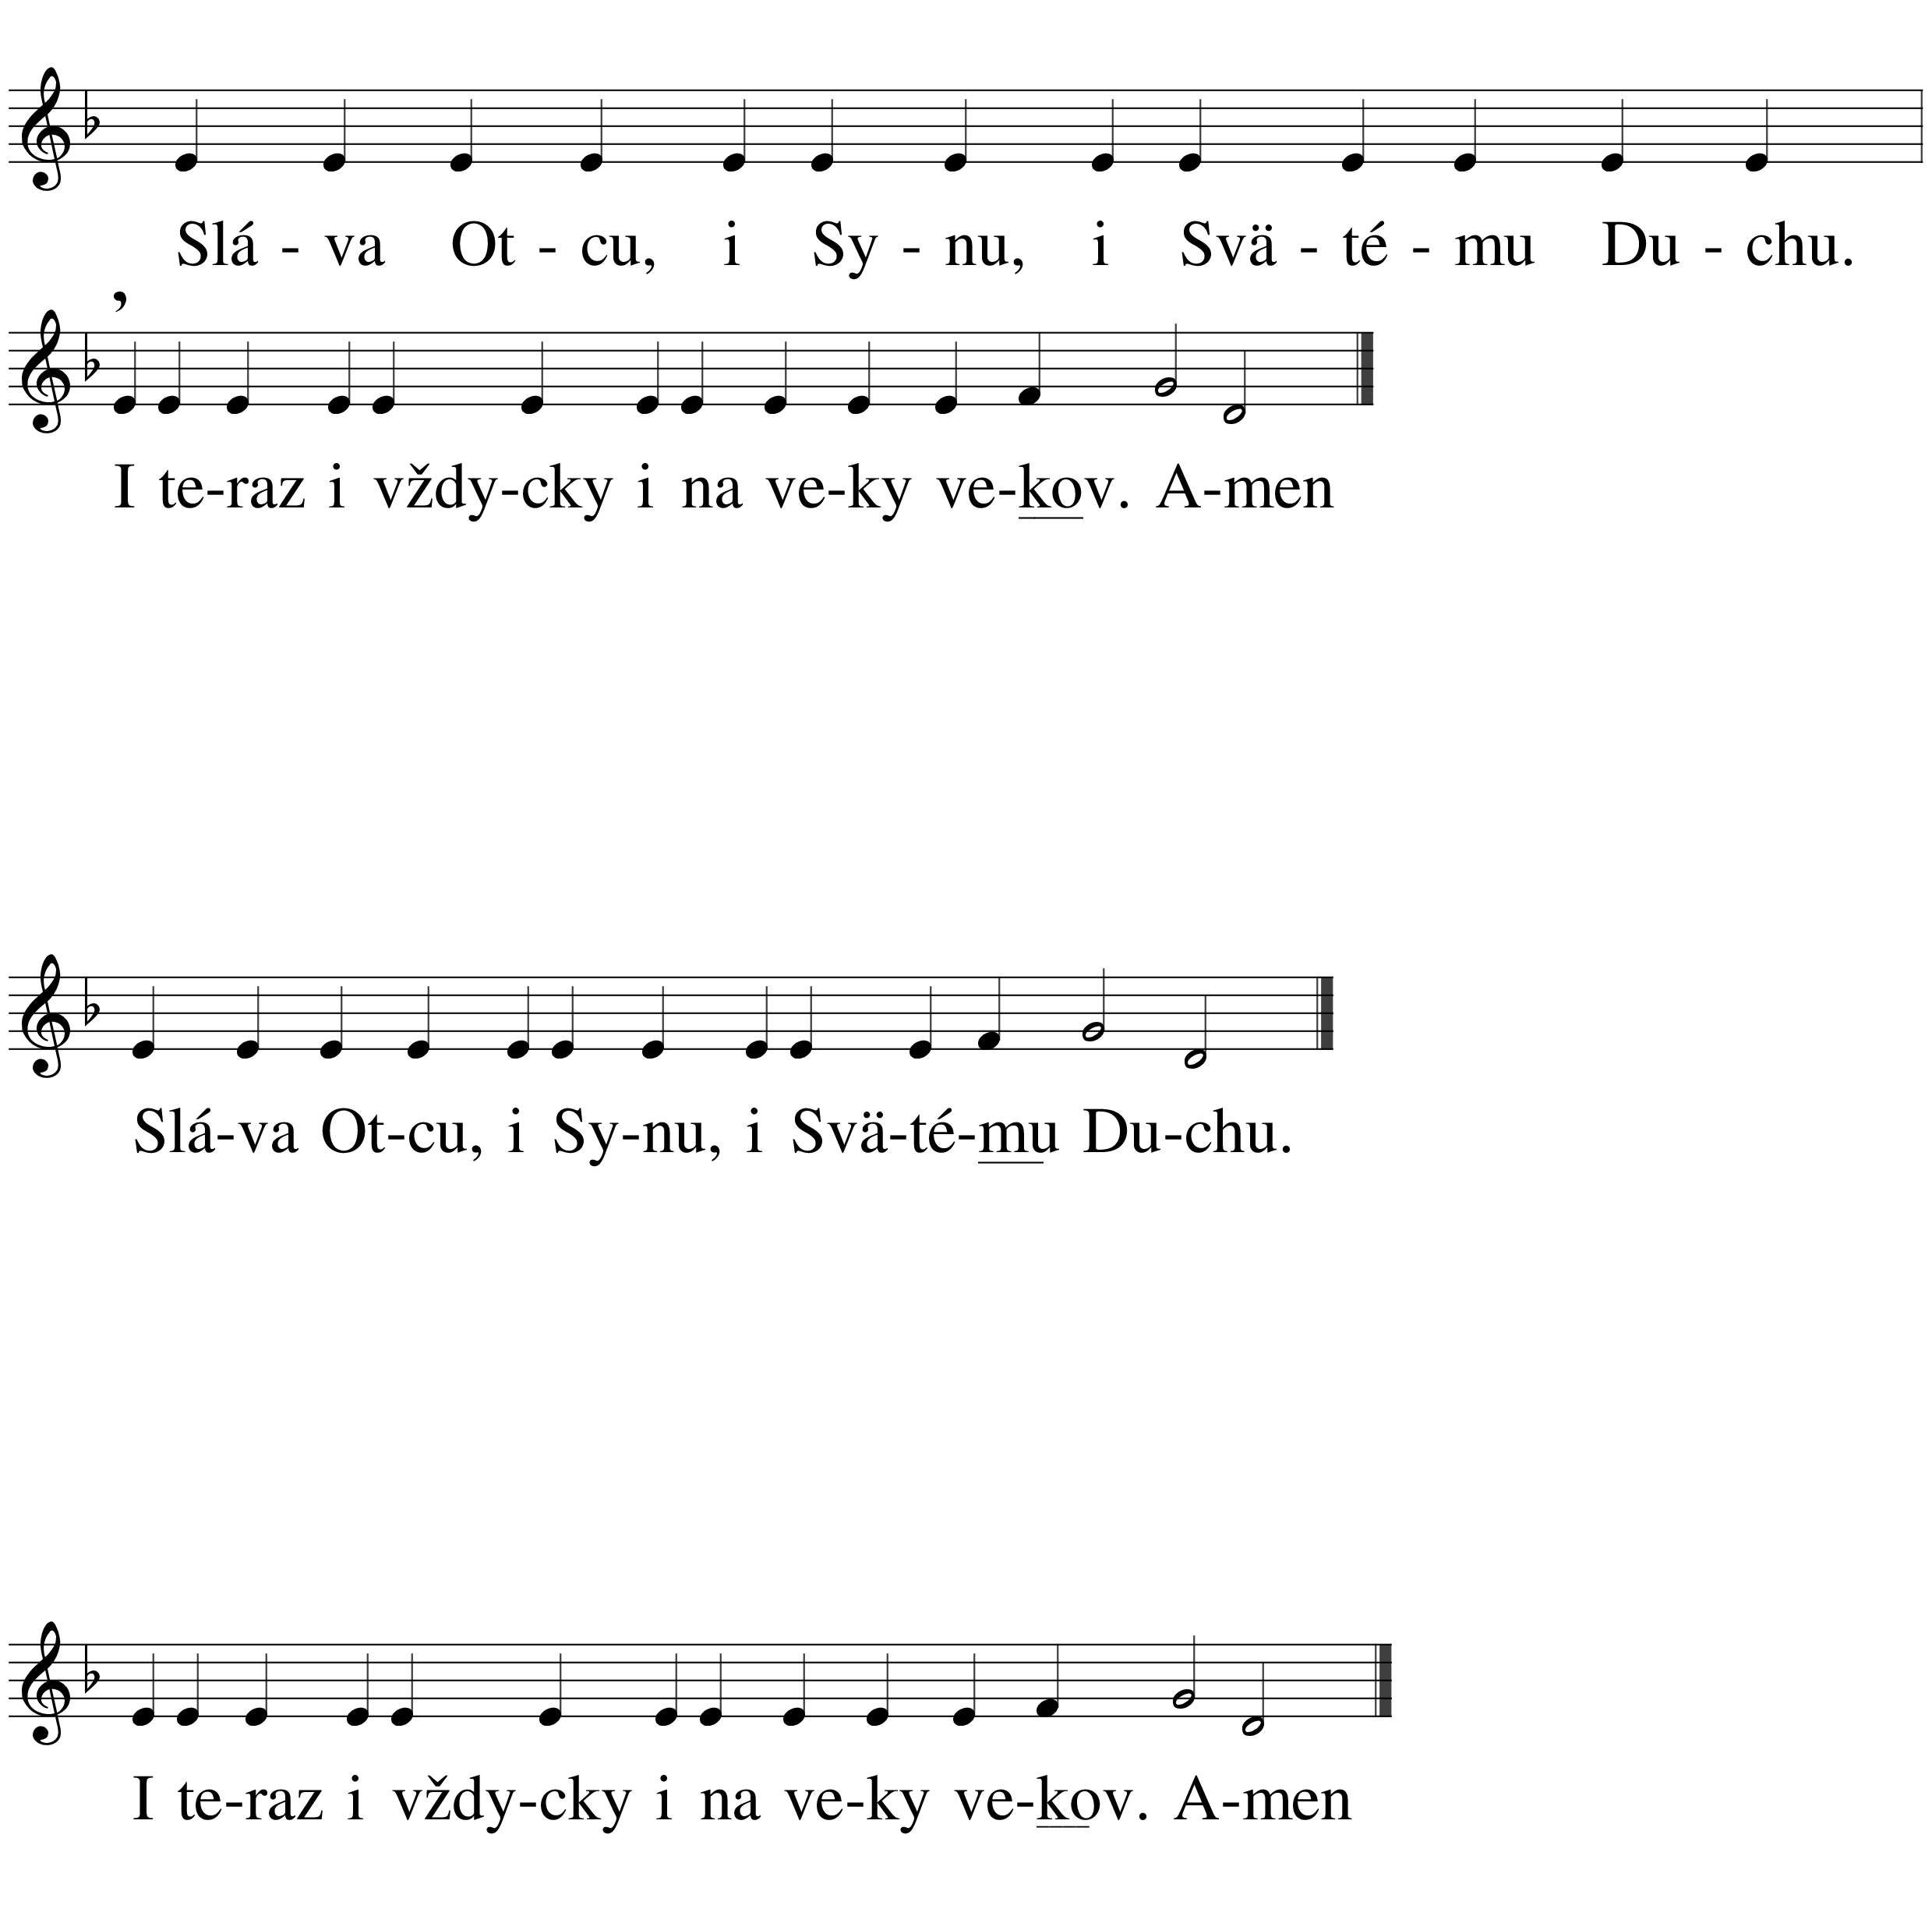 Slá - va Ot - cu, i Sy - nu, i Svä - té - mu Du - chu.
I te-raz i vždy-cky i na ve-ky ve-kov. A-men
Slá-va Ot-cu, i Sy-nu, i Svä-té-mu Du-chu.
I te-raz i vždy-cky i na ve-ky ve-kov. A-men